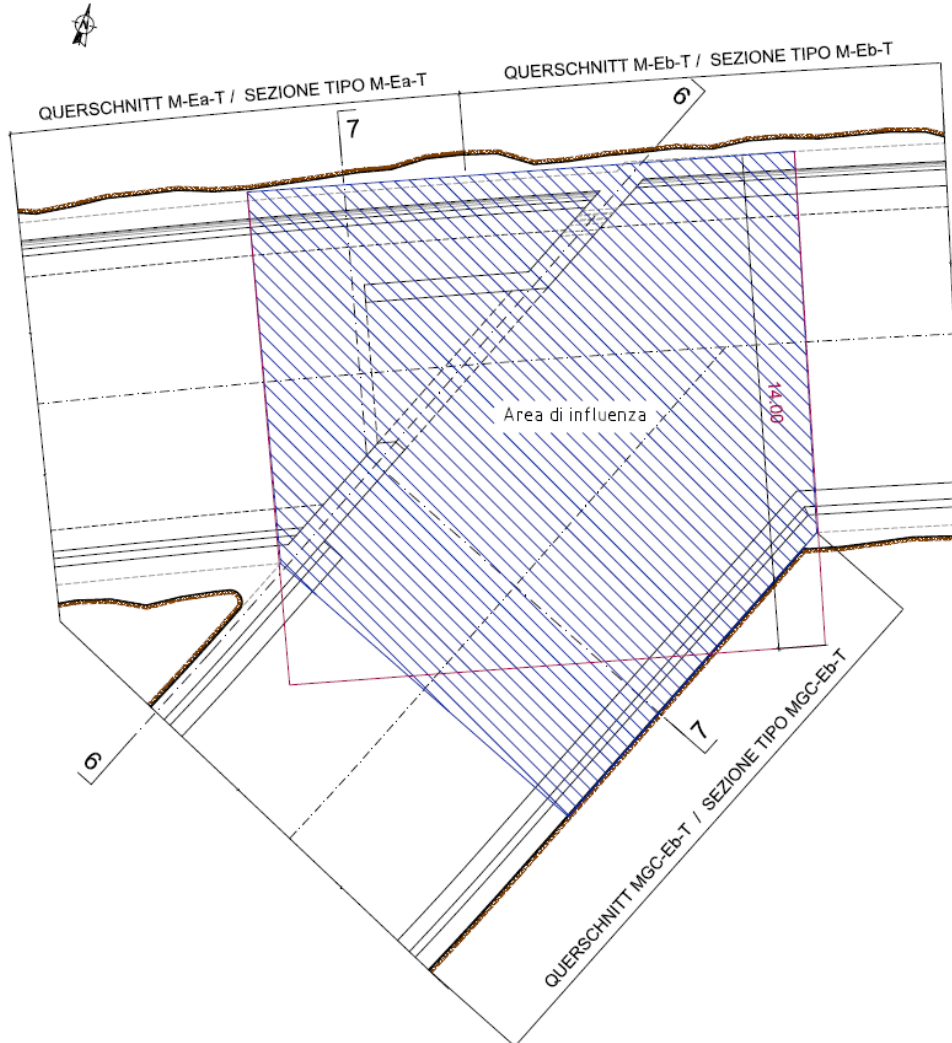 N
QUERSCHNITT M-Ea-T / SEZIONE TIPO M-Ea-T
QUERSCHNITT M-Eb-T / SEZIONE TIPO M-Eb-T
7
6
14.00
Area di influenza
6
7
QUERSCHNITT MGC-Eb-T / SEZIONE TIPO MGC-Eb-T